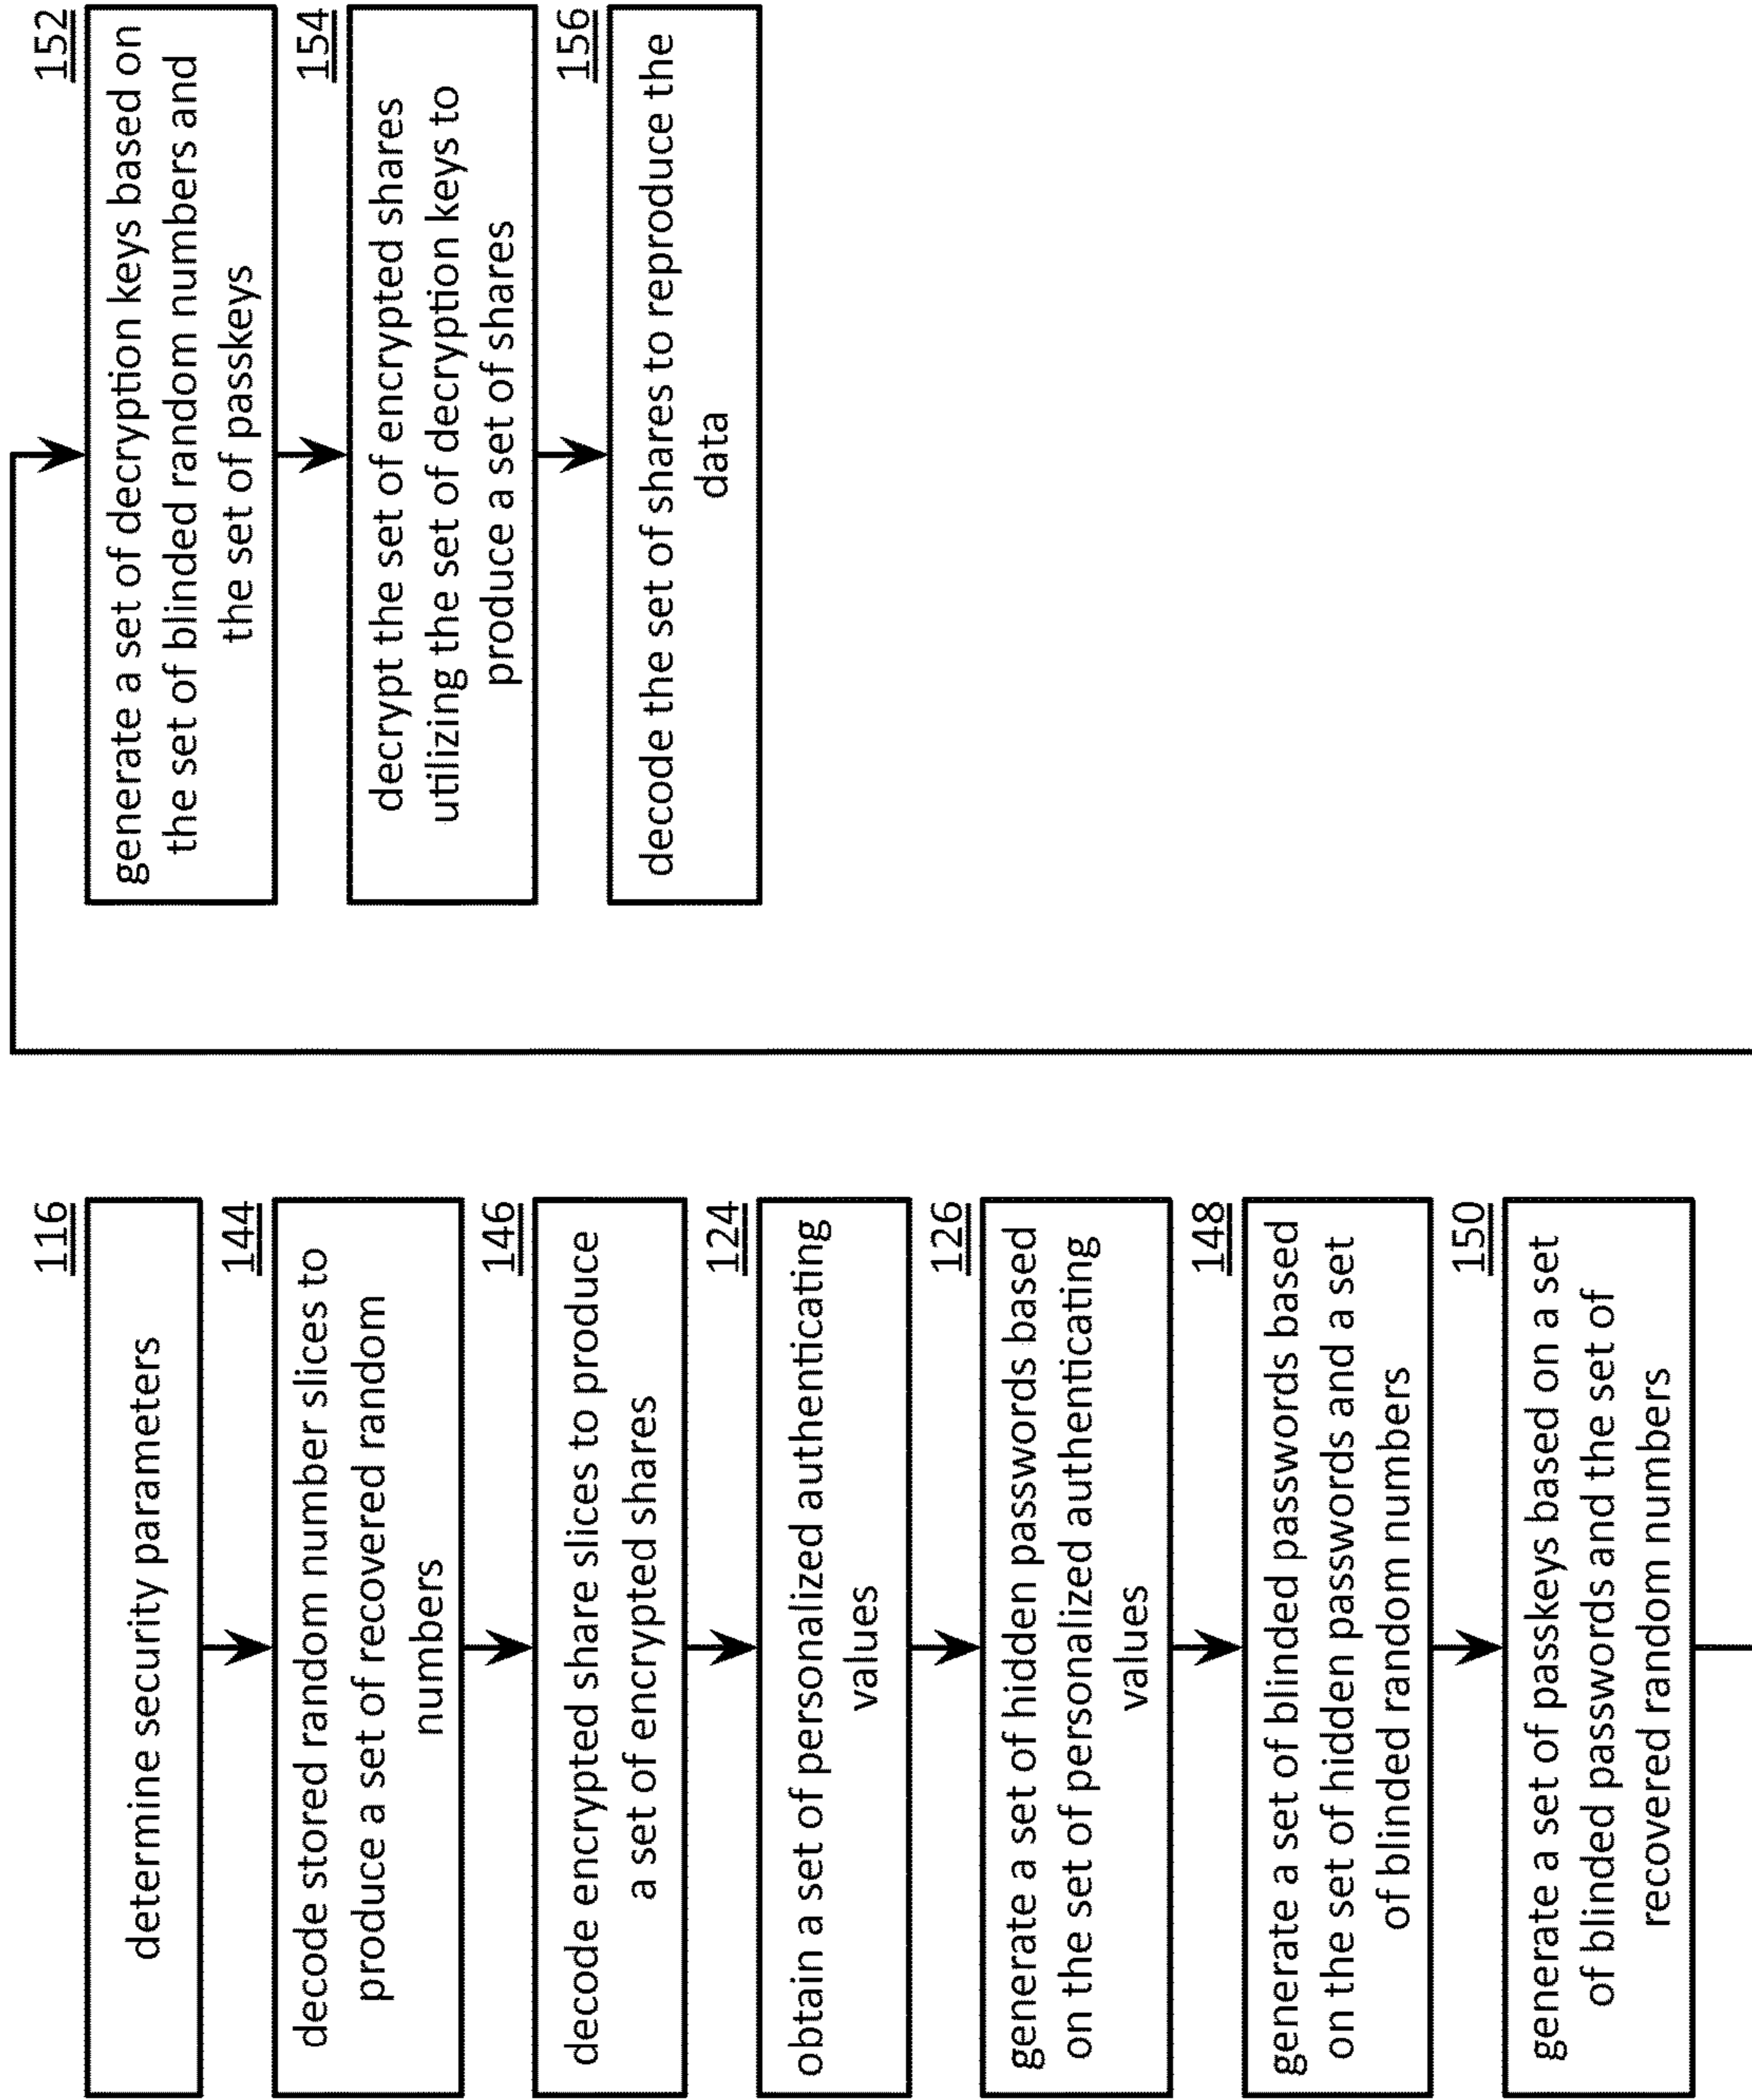 116
determine security parameters
144
decode stored random number slices to
produce a set of recovered random
numbers
146
decode encrypted share slices to produce
a set of encrypted shares
124
obtain a set of personalized authenticating
values
126
generate a set of hidden passwords based
on the set of personalized authenticating
values
148
generate a set of blinded passwords based
on the set of hidden passwords and a set
of blinded random numbers
150
generate a set of passkeys based on a set
of blinded passwords and the set of
recovered random numbers
152
generate a set of decryption keys based on
the set of blinded random numbers and
the set of passkeys
154
decrypt the set of encrypted shares
utilizing the set of decryption keys to
produce a set of shares
156
decode the set of shares to reproduce the
data